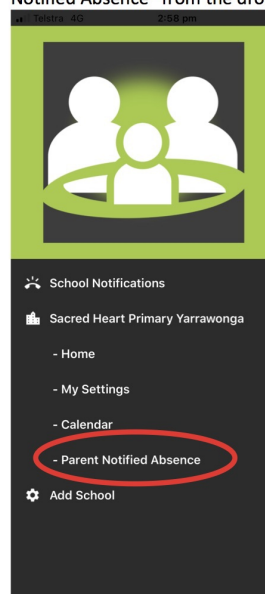 Notified Absence" from the dro
Telstra 4G 2:58 pm
School Notifications
Sacred Heart Primary Yarrawonga
- Home
- My Settings
- Calendar
- Parent Notified Absence
Add School